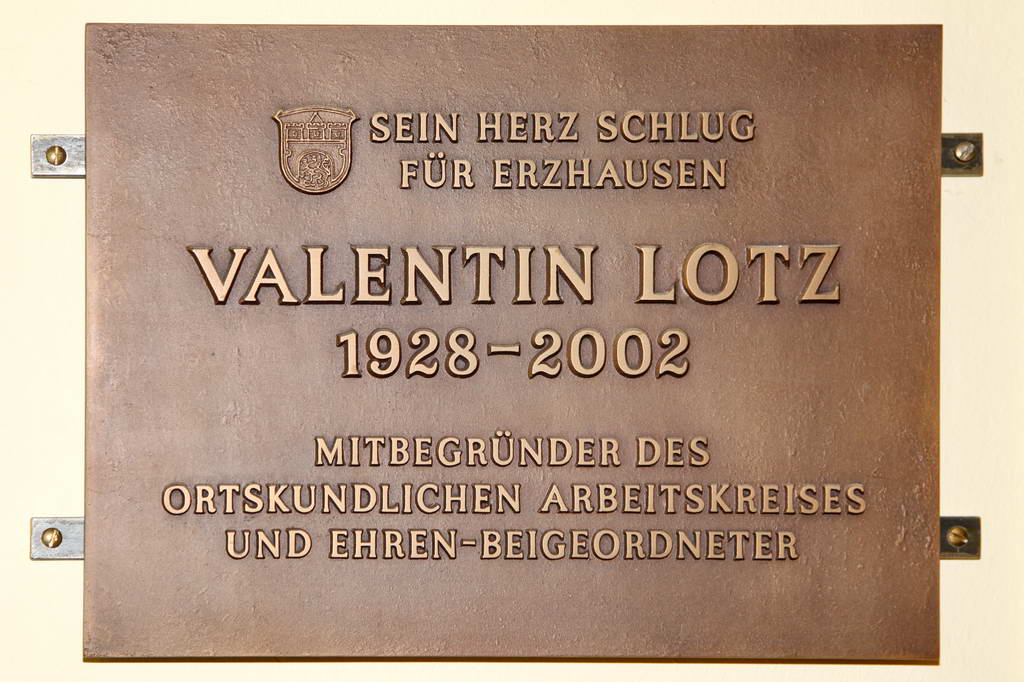 SEIN HERZ SCHLUG
FÜR ERZHAUSEN
VALENTIN LOTZ
1928-2002
MITBEGRÜNDER DES
ORTSKUNDLICHEN ARBEITSKREISES
UND EHREN-BEIGEORDNETER